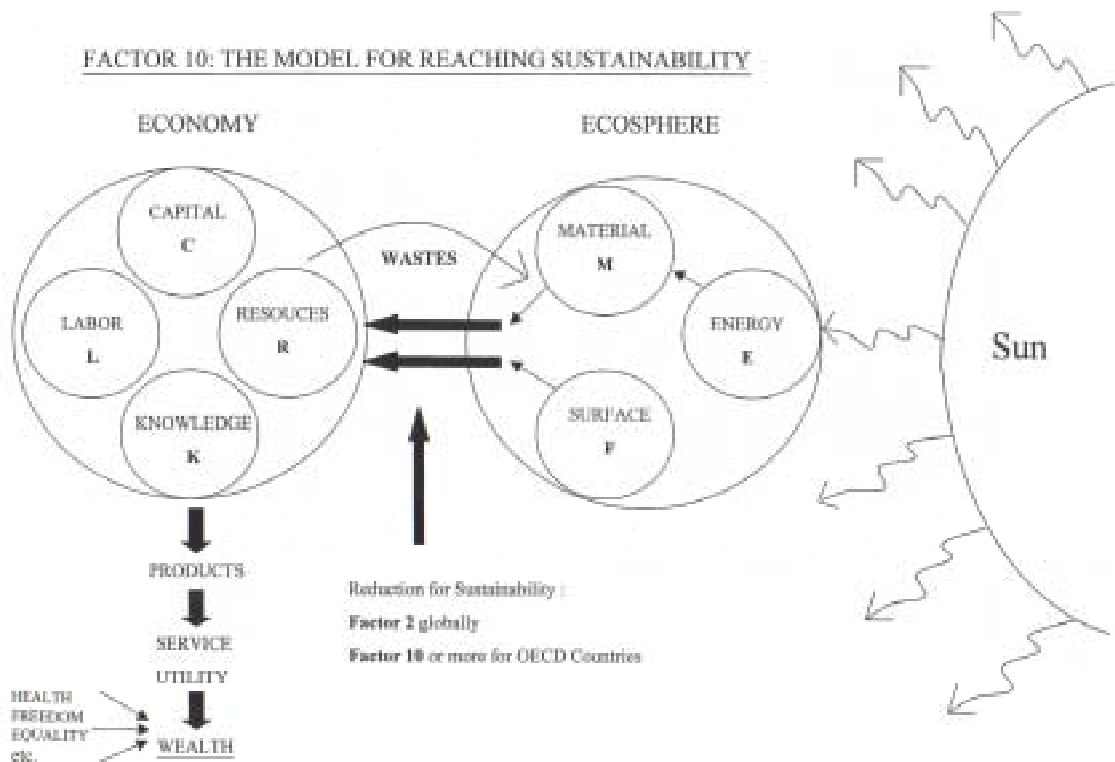 FACTOR 10: THE MODEL FOR REACHING SUSTAINABILITY
ECONOMY
ECOSPHERE
CAPITAL
C
LABOR
L
RESOUCES
R
KNOWLEDGE
K
WASTES
MATERIAL
M
ENERGY
E
SURFACE
F
Sun
PRODUCTS
SERVICE
UTILITY
WEALTH
HEALTH
FREEDOM
EQUALITY
etc.
Reduction for Sustainability :
Factor 2 globally
Factor 10 or more for OECD Countries